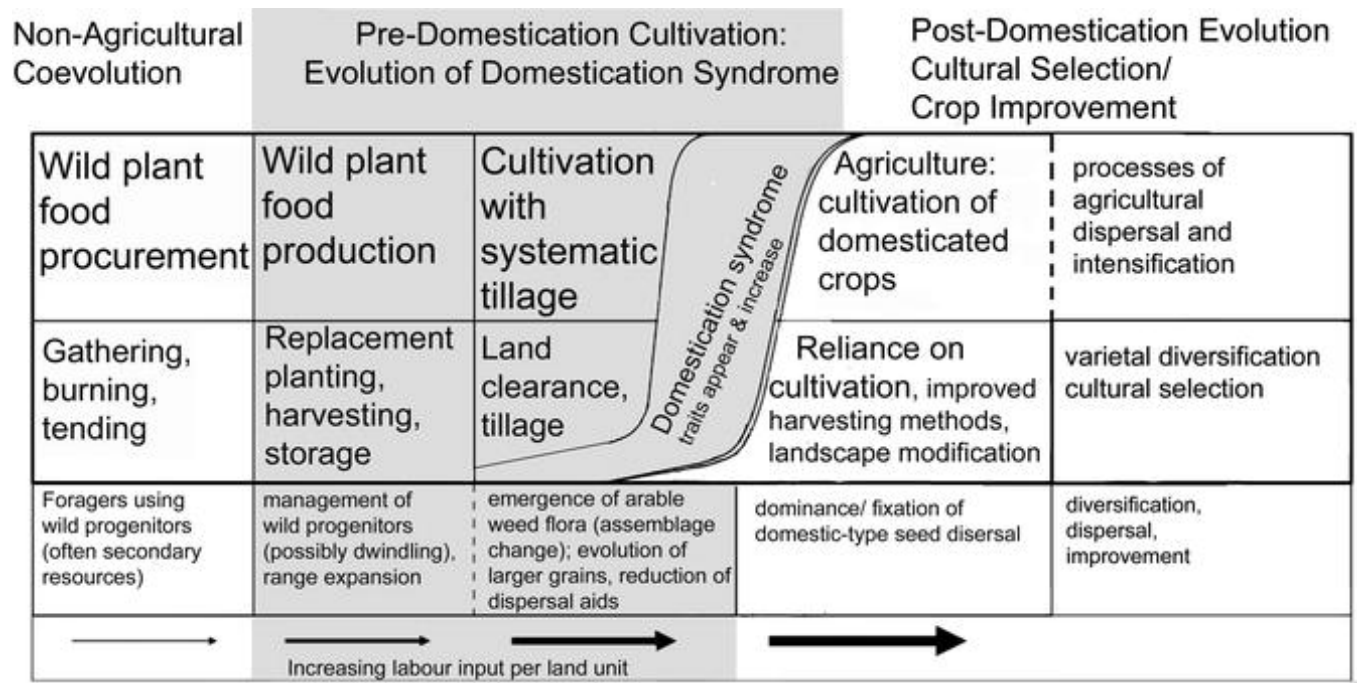 Non-Agricultural
Coevolution
Pre-Domestication Cultivation:
Evolution of Domestication Syndrome
Post-Domestication Evolution
Cultural Selection/
Crop Improvement
Wild plant
food
procurement
Wild plant
food
production
Cultivation
with
systematic
tillage
Domestication syndrome
traits appear & increase
Agriculture:
cultivation of
domesticated
crops
processes of
agricultural
dispersal and
intensification
Gathering,
burning,
tending
Replacement
planting,
harvesting,
storage
Land
clearance,
tillage
Reliance on
cultivation, improved
harvesting methods,
landscape modification
varietal diversification
cultural selection
Foragers using
wild progenitors
(often secondary
resources)
management of
wild progenitors
(possibly dwindling),
range expansion
emergence of arable
weed flora (assemblage
change); evolution of
larger grains, reduction of
dispersal aids
dominance/ fixation of
domestic-type seed disersal
diversification,
dispersal,
improvement
Increasing labour input per land unit